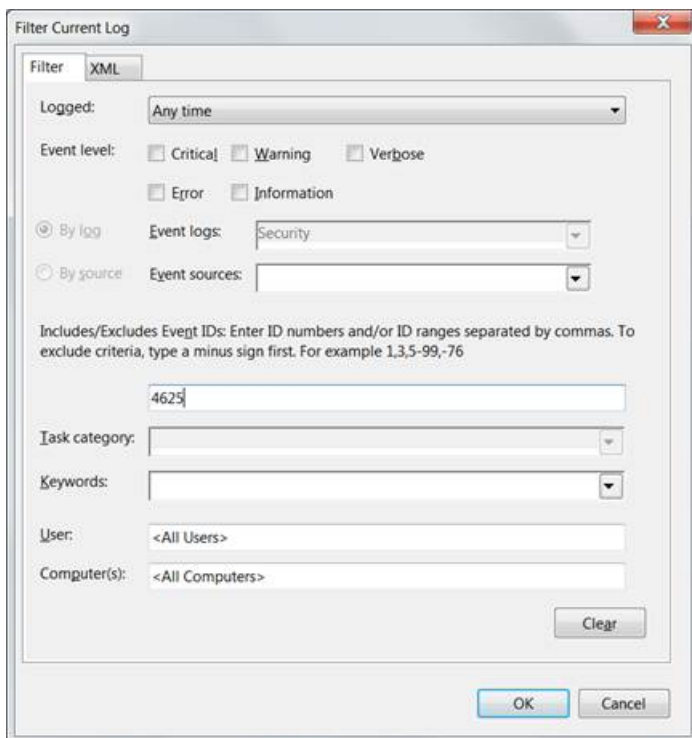 Filter Current Log
Filter XML
Logged: Any time
Event level: Critical Warning Verbose
Error Information
By log Event logs: Security
By source Event sources:
Includes/Excludes Event IDs: Enter ID numbers and/or ID ranges separated by commas. To
exclude criteria, type a minus sign first. For example 1,3,5-99,-76
4625
Task category:
Keywords:
User: <All Users>
Computer(s): <All Computers>
Clear
OK Cancel